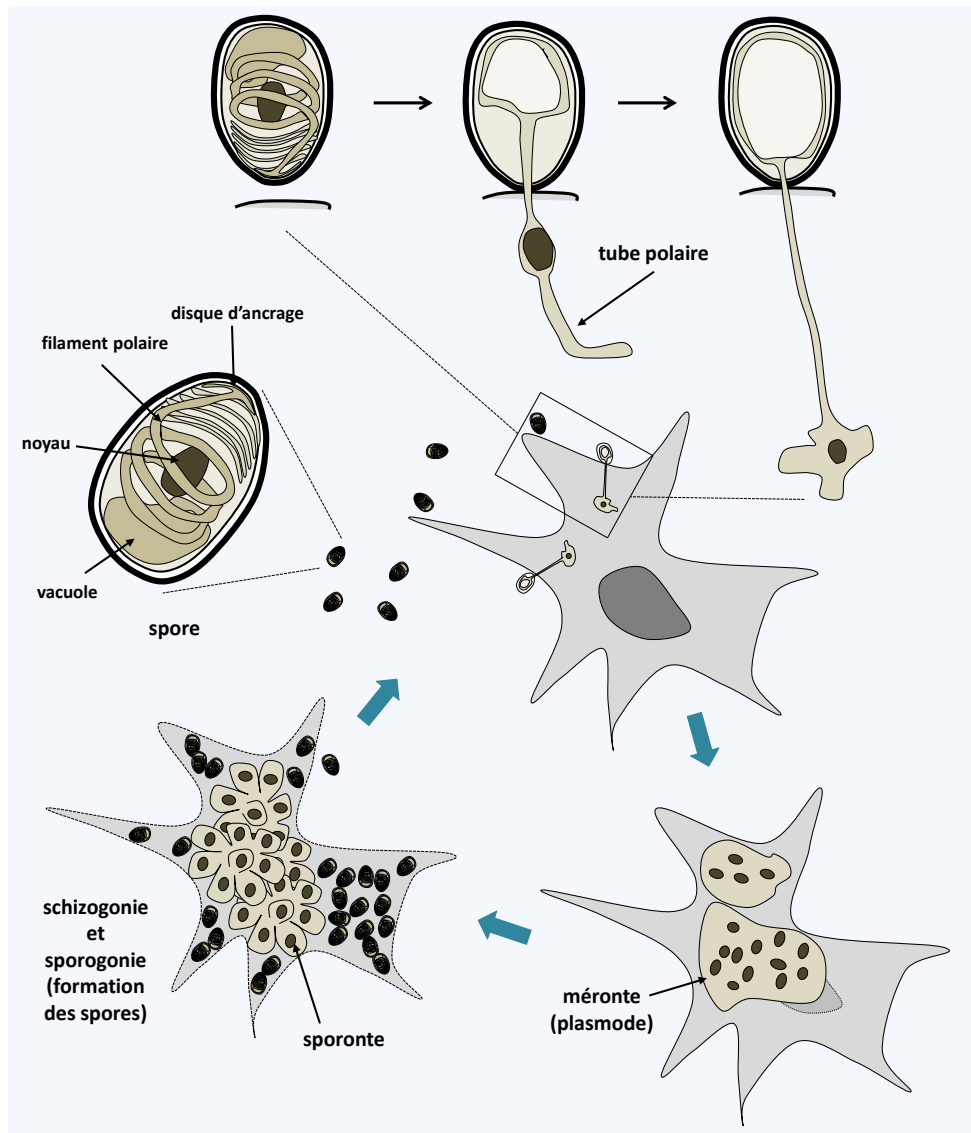 tube polaire
disque d'ancrage
filament polaire
noyau
vacuole
spore
schizogonie
et
sporogonie
(formation
des spores)
sporonte
méronte
(plasmode)